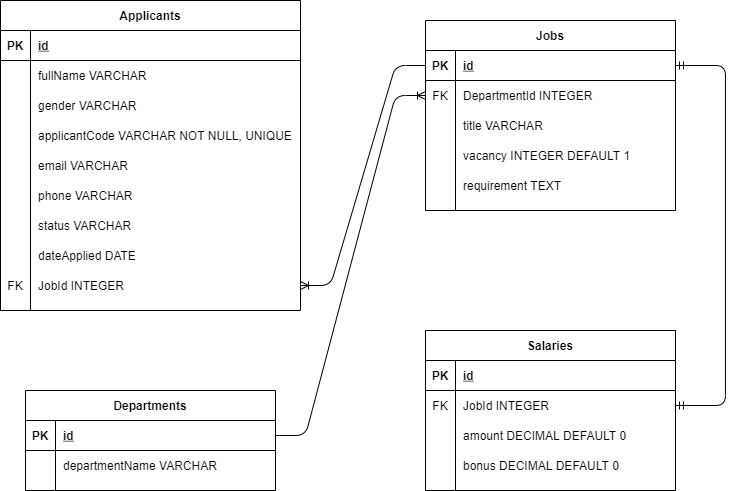 Applicants
PK id
fullName VARCHAR
gender VARCHAR
applicantCode VARCHAR NOT NULL, UNIQUE
email VARCHAR
phone VARCHAR
status VARCHAR
dateApplied DATE
FK JobId INTEGER
Jobs
PK id
FK DepartmentId INTEGER
title VARCHAR
vacancy INTEGER DEFAULT 1
requirement TEXT
Departments
PK id
departmentName VARCHAR
Salaries
PK id
FK JobId INTEGER
amount DECIMAL DEFAULT 0
bonus DECIMAL DEFAULT 0